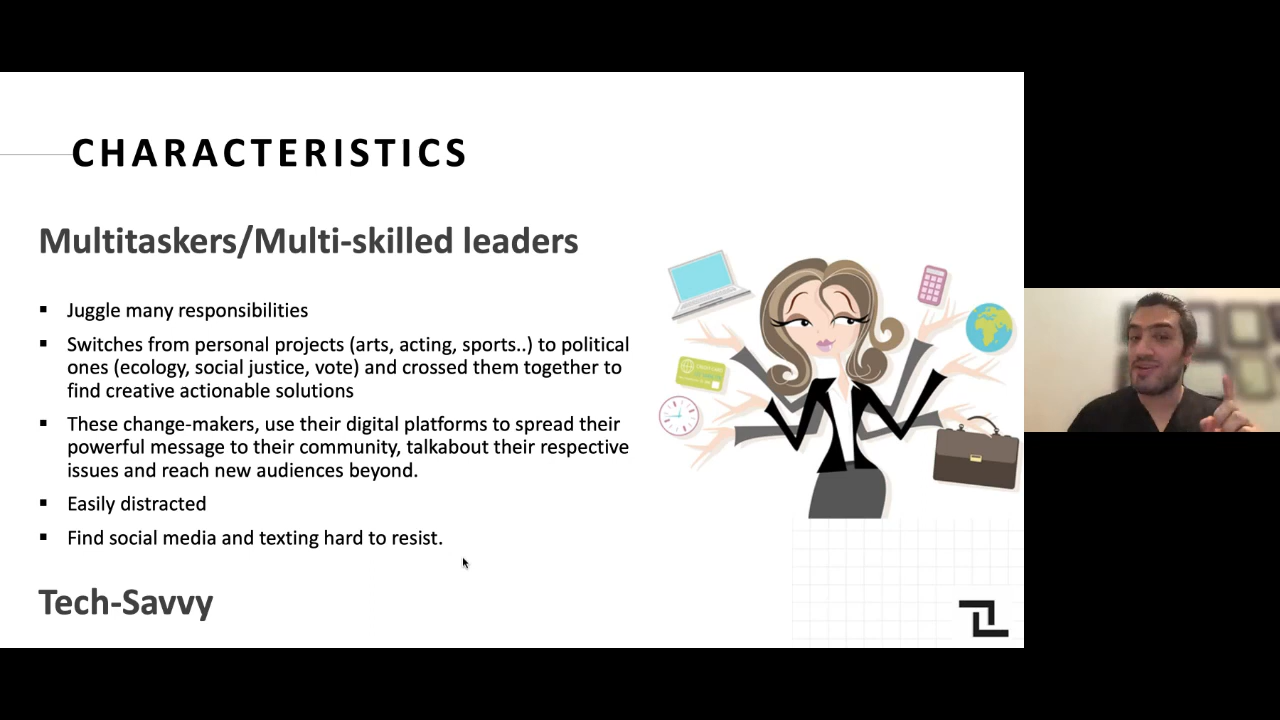 CHARACTERISTICS
Multitaskers/Multi-skilled leaders
▪ Juggle many responsibilities
▪ Switches from personal projects (arts, acting, sports..) to political
ones (ecology, social justice, vote) and crossed them together to
find creative actionable solutions
▪ These change-makers, use their digital platforms to spread their
powerful message to their community, talkabout their respective
issues and reach new audiences beyond.
▪ Easily distracted
▪ Find social media and texting hard to resist.
Tech-Savvy